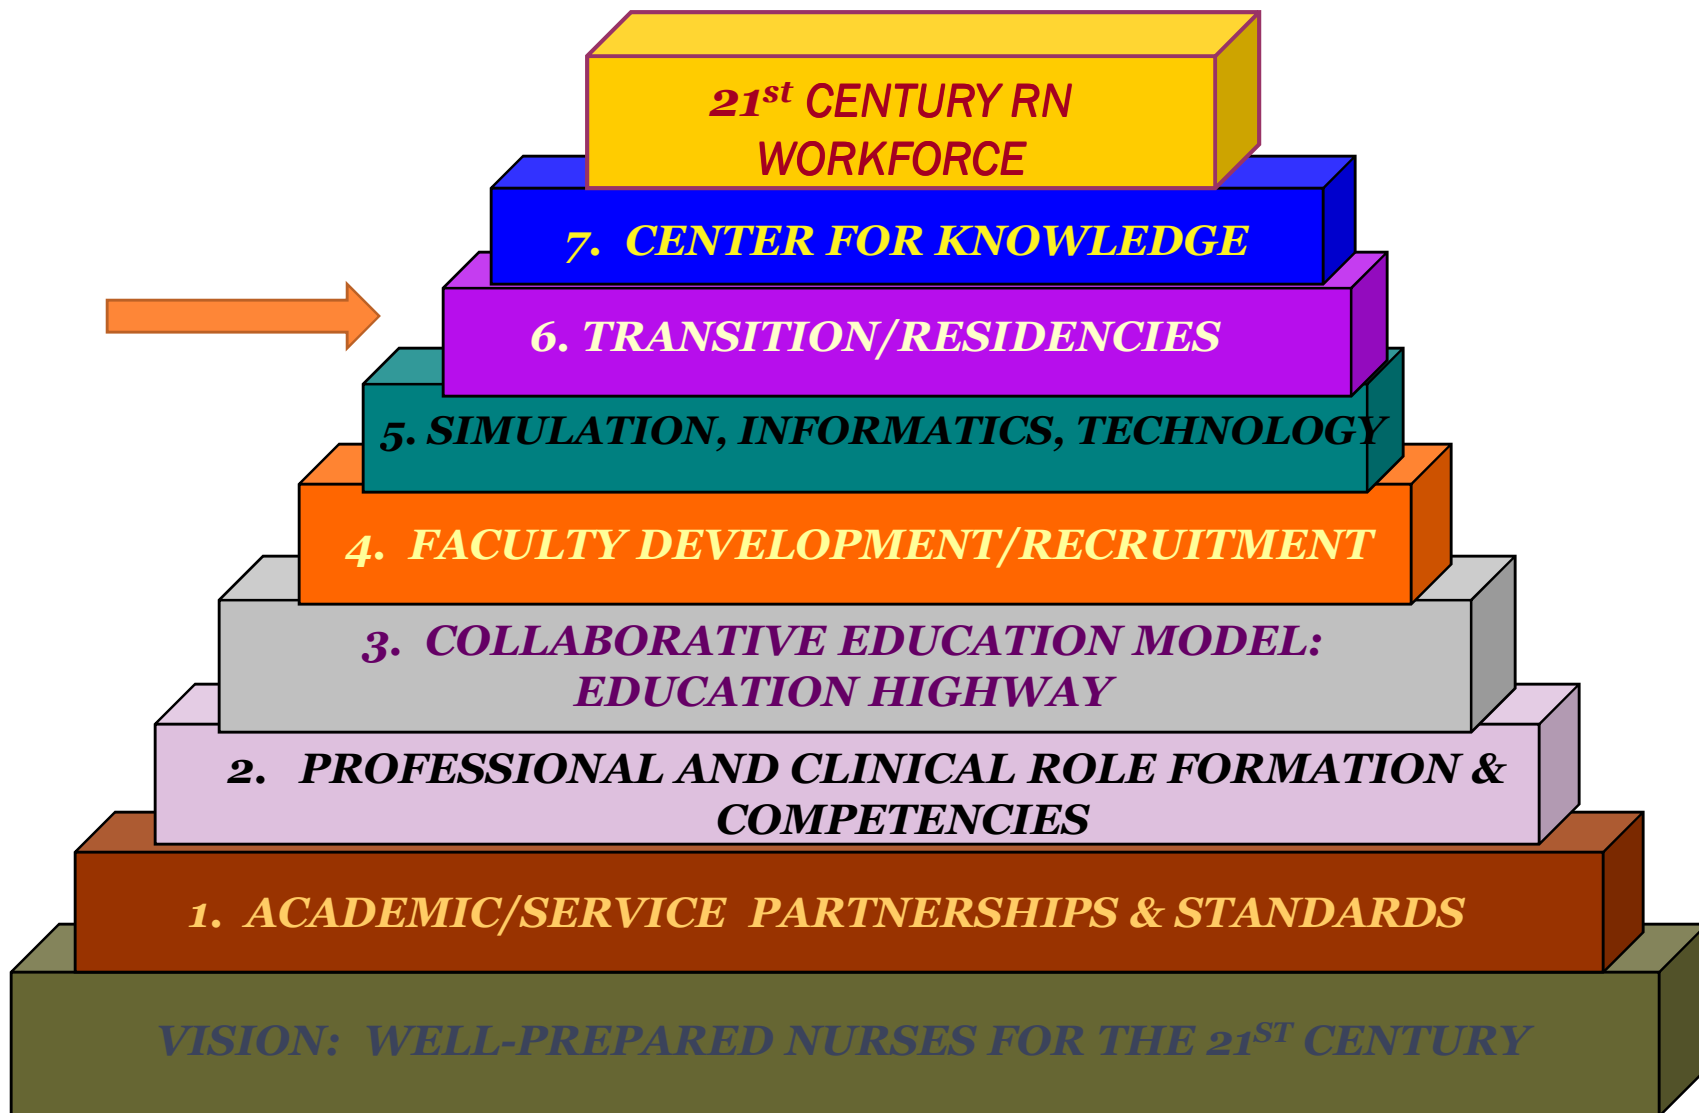 21st CENTURY RN
WORKFORCE
7. CENTER FOR KNOWLEDGE
6. TRANSITION/RESIDENCIES
5. SIMULATION, INFORMATICS, TECHNOLOGY
4. FACULTY DEVELOPMENT/RECRUITMENT
3. COLLABORATIVE EDUCATION MODEL:
EDUCATION HIGHWAY
2. PROFESSIONAL AND CLINICAL ROLE FORMATION &
COMPETENCIES
1. ACADEMIC/SERVICE PARTNERSHIPS & STANDARDS
VISION: WELL-PREPARED NURSES FOR THE 21ST CENTURY